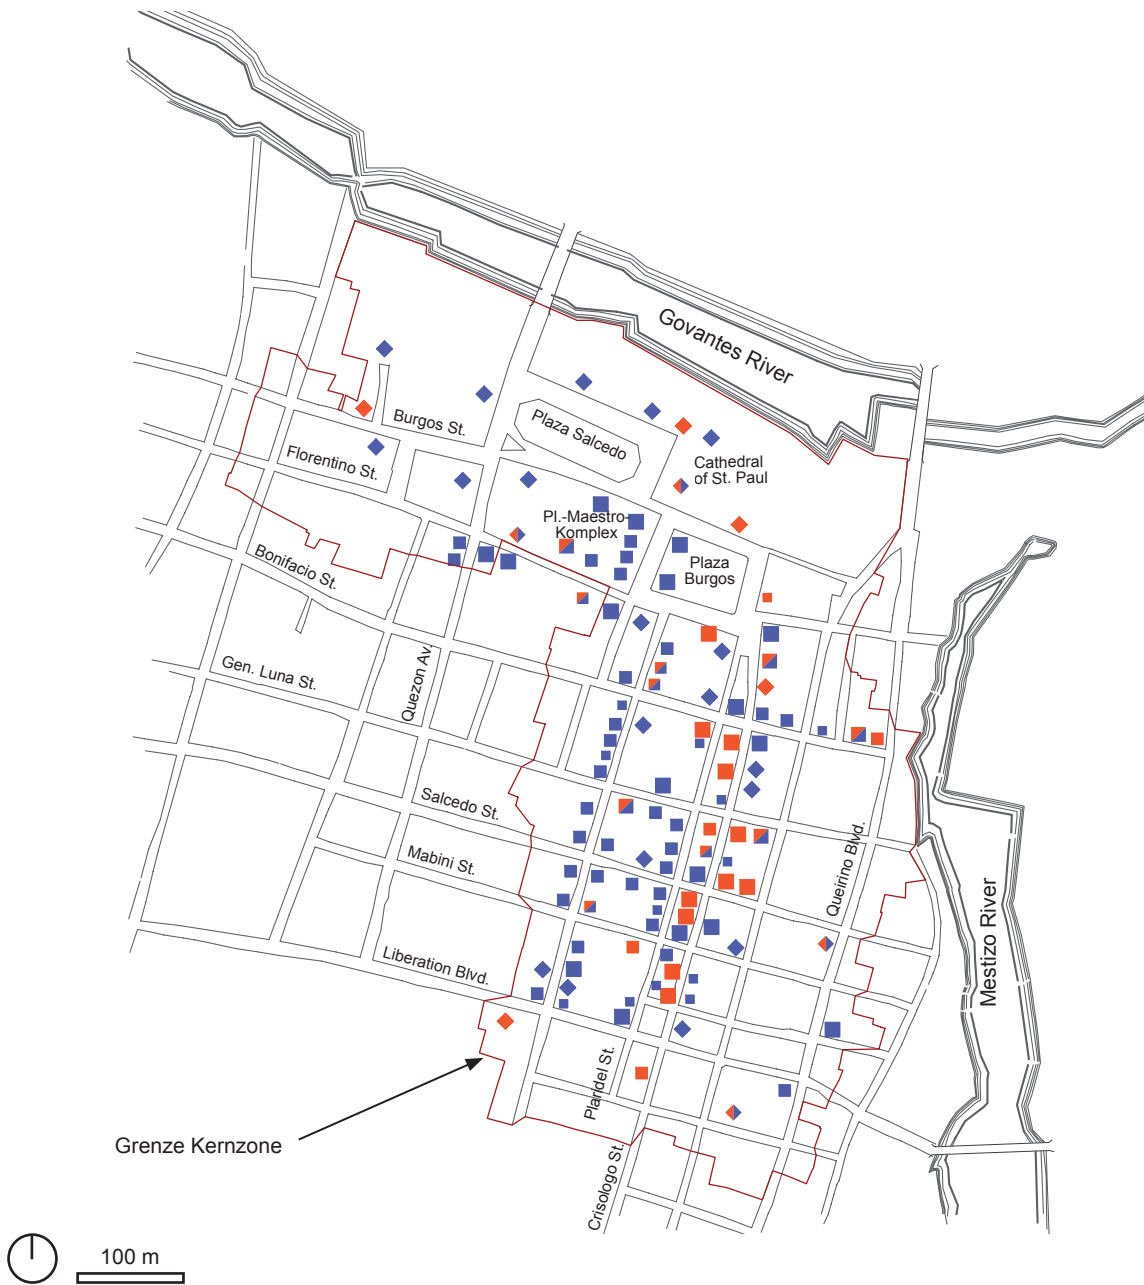 Govantes River
Plaza Salcedo
Burgos St.
Florentino St.
Cathedral
of St. Paul
Pl.-Maestro-
Komplex
Plaza
Burgos
Bonifacio St.
Gen. Luna St.
Quezon Av.
Salcedo St.
Mabini St.
Queirino Blvd.
Mestizo River
Liberation Blvd.
Plaridel St.
Grenze Kernzone
Crisologo St.
100 m